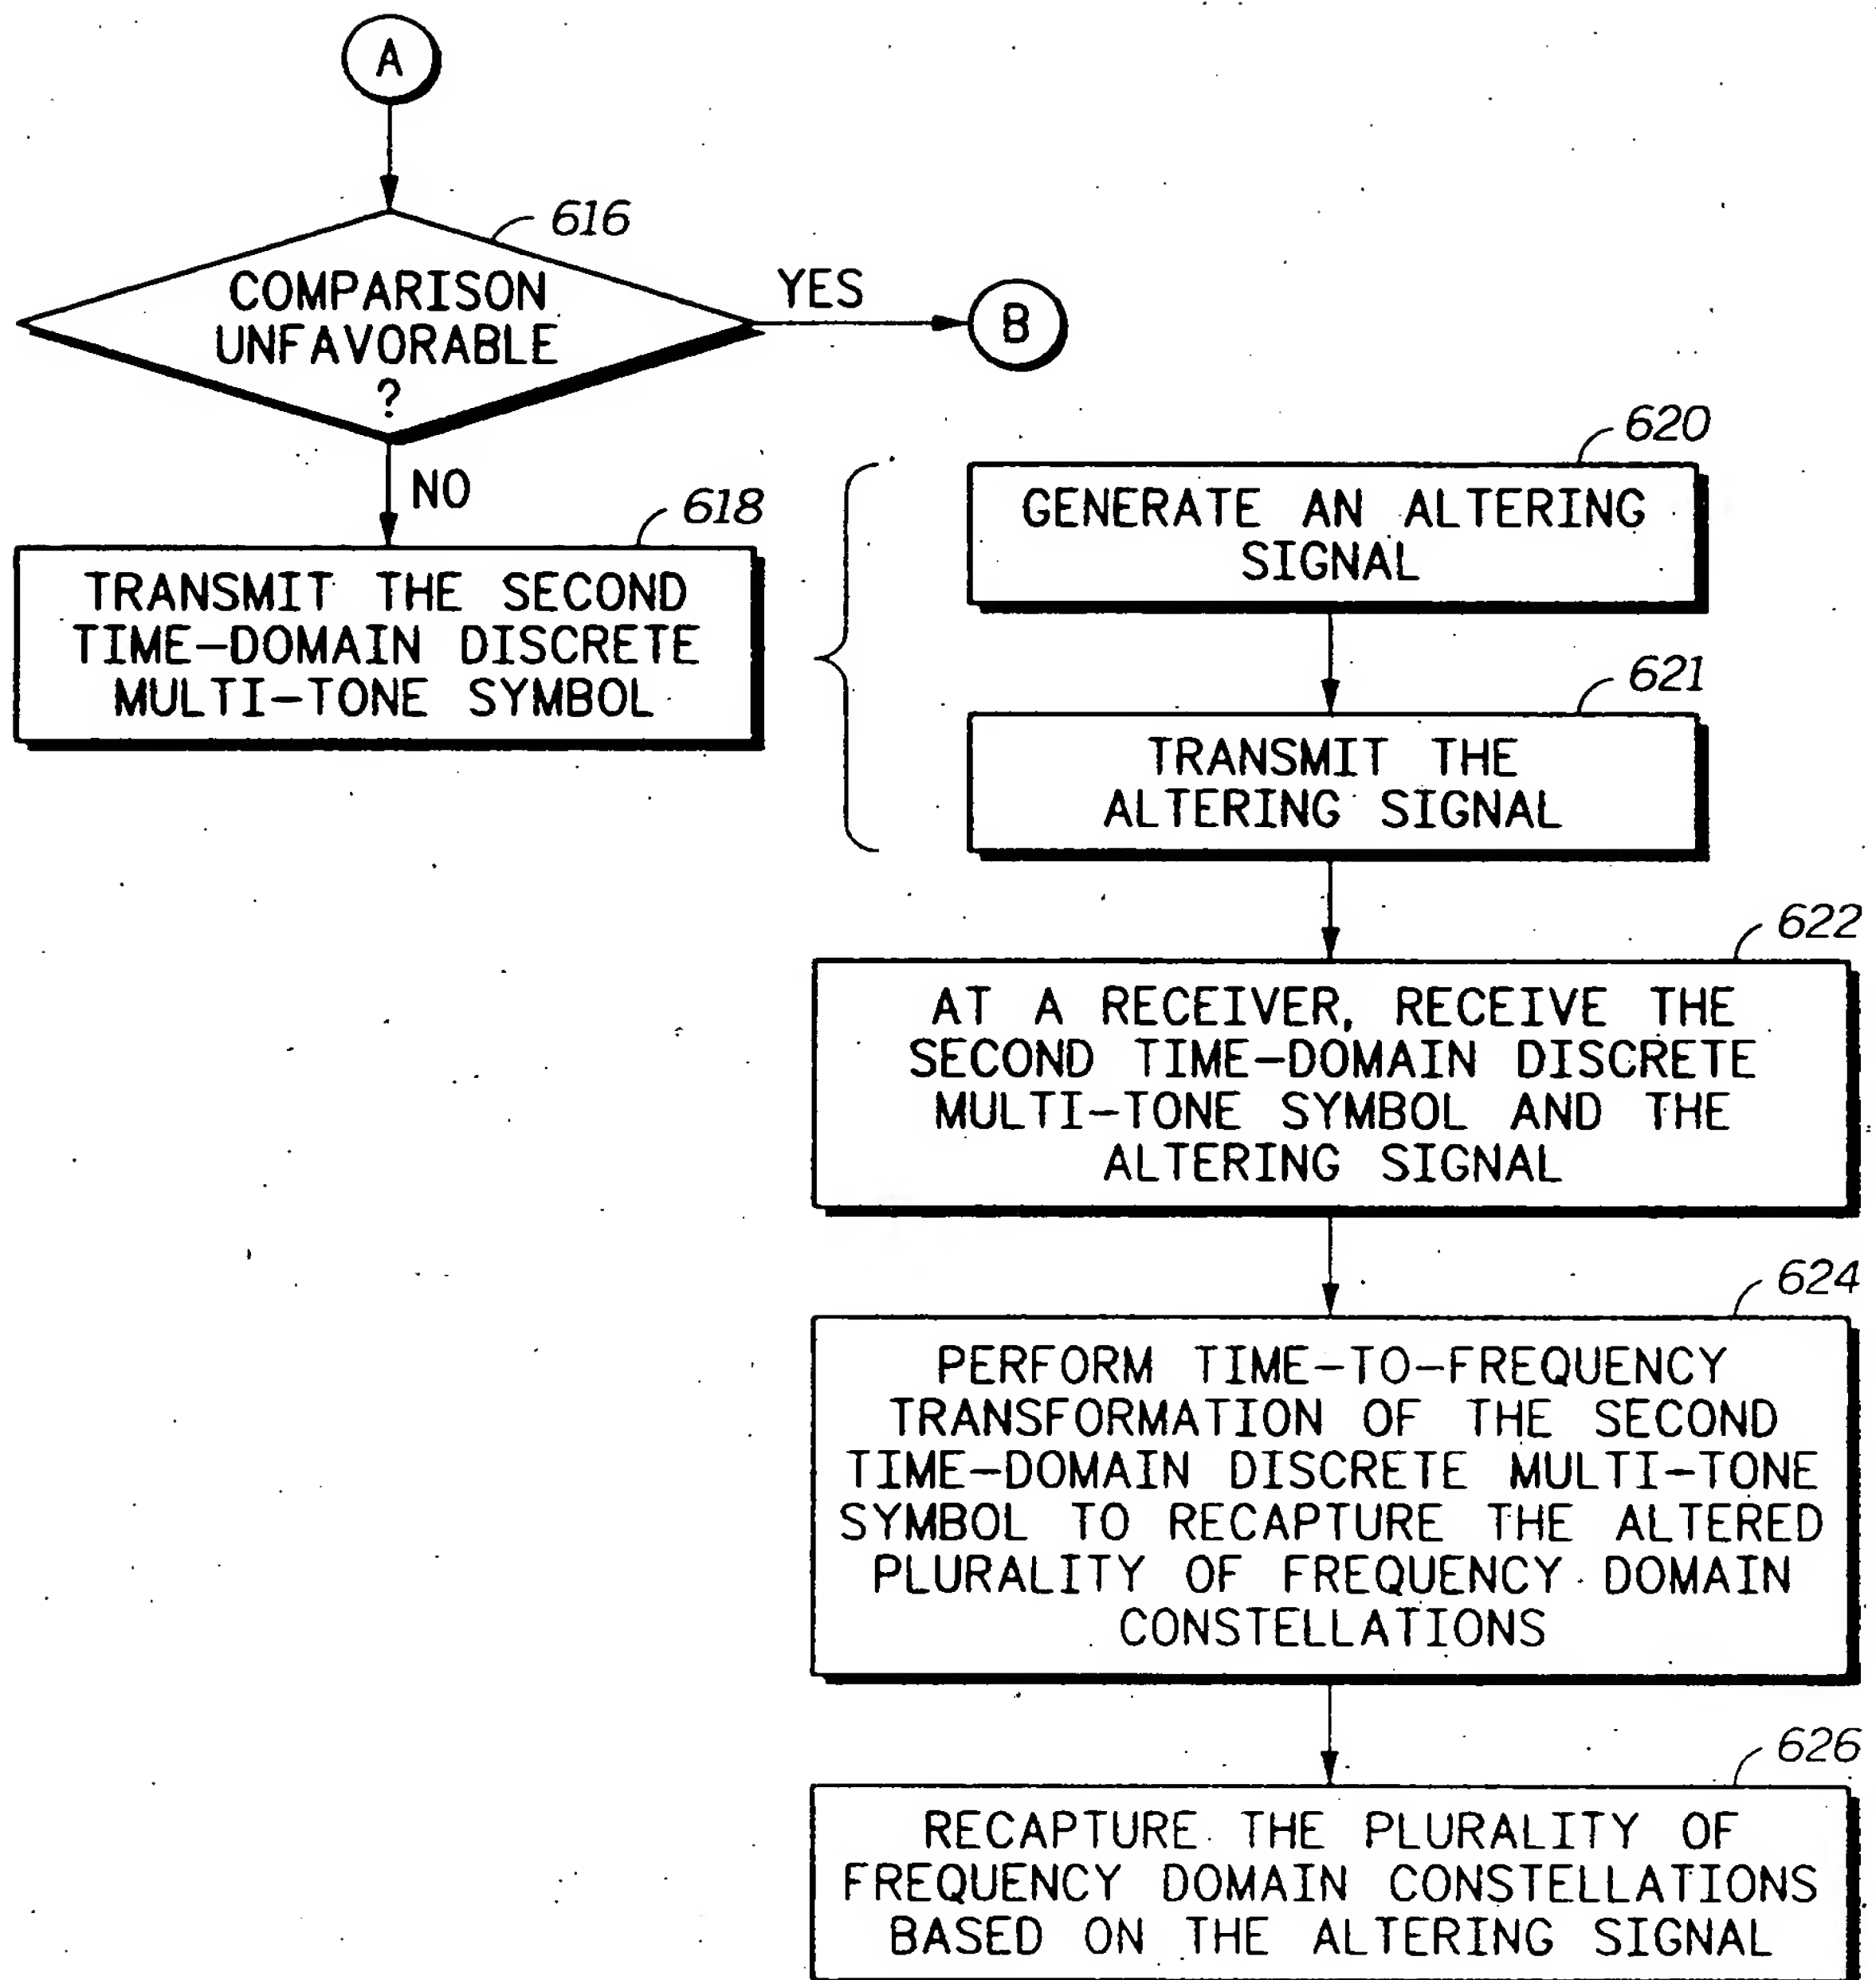 A
616
COMPARISON
UNFAVORABLE
?
YES
B
NO
618
TRANSMIT THE SECOND
TIME-DOMAIN DISCRETE
MULTI-TONE SYMBOL
620
GENERATE AN ALTERING
SIGNAL
621
TRANSMIT THE
ALTERING SIGNAL
622
AT A RECEIVER, RECEIVE THE
SECOND TIME-DOMAIN DISCRETE
MULTI-TONE SYMBOL AND THE
ALTERING SIGNAL
624
PERFORM TIME-TO-FREQUENCY
TRANSFORMATION OF THE SECOND
TIME-DOMAIN DISCRETE MULTI-TONE
SYMBOL TO RECAPTURE THE ALTERED
PLURALITY OF FREQUENCY DOMAIN
CONSTELLATIONS
626
RECAPTURE THE PLURALITY OF
FREQUENCY DOMAIN CONSTELLATIONS
BASED ON THE ALTERING SIGNAL